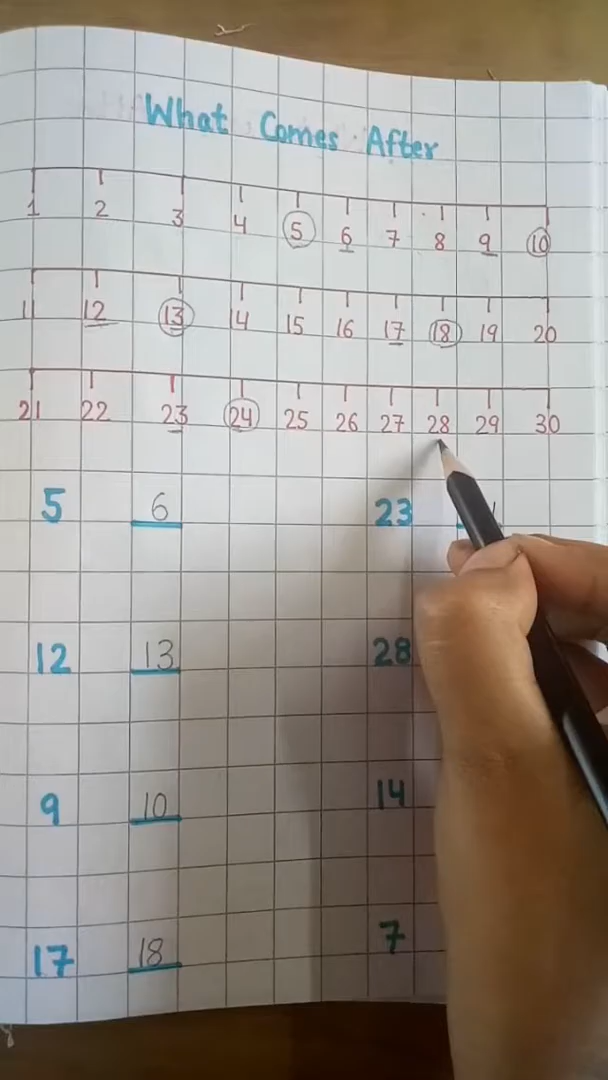 What Comes After
1 2 3 4 5 6 7 8 9 10
11 12 13 14 15 16 17 18 19 20
21 22 23 24 25 26 27 28 29 30
5 6 23
12 13 28
9 10 14
17 18 7